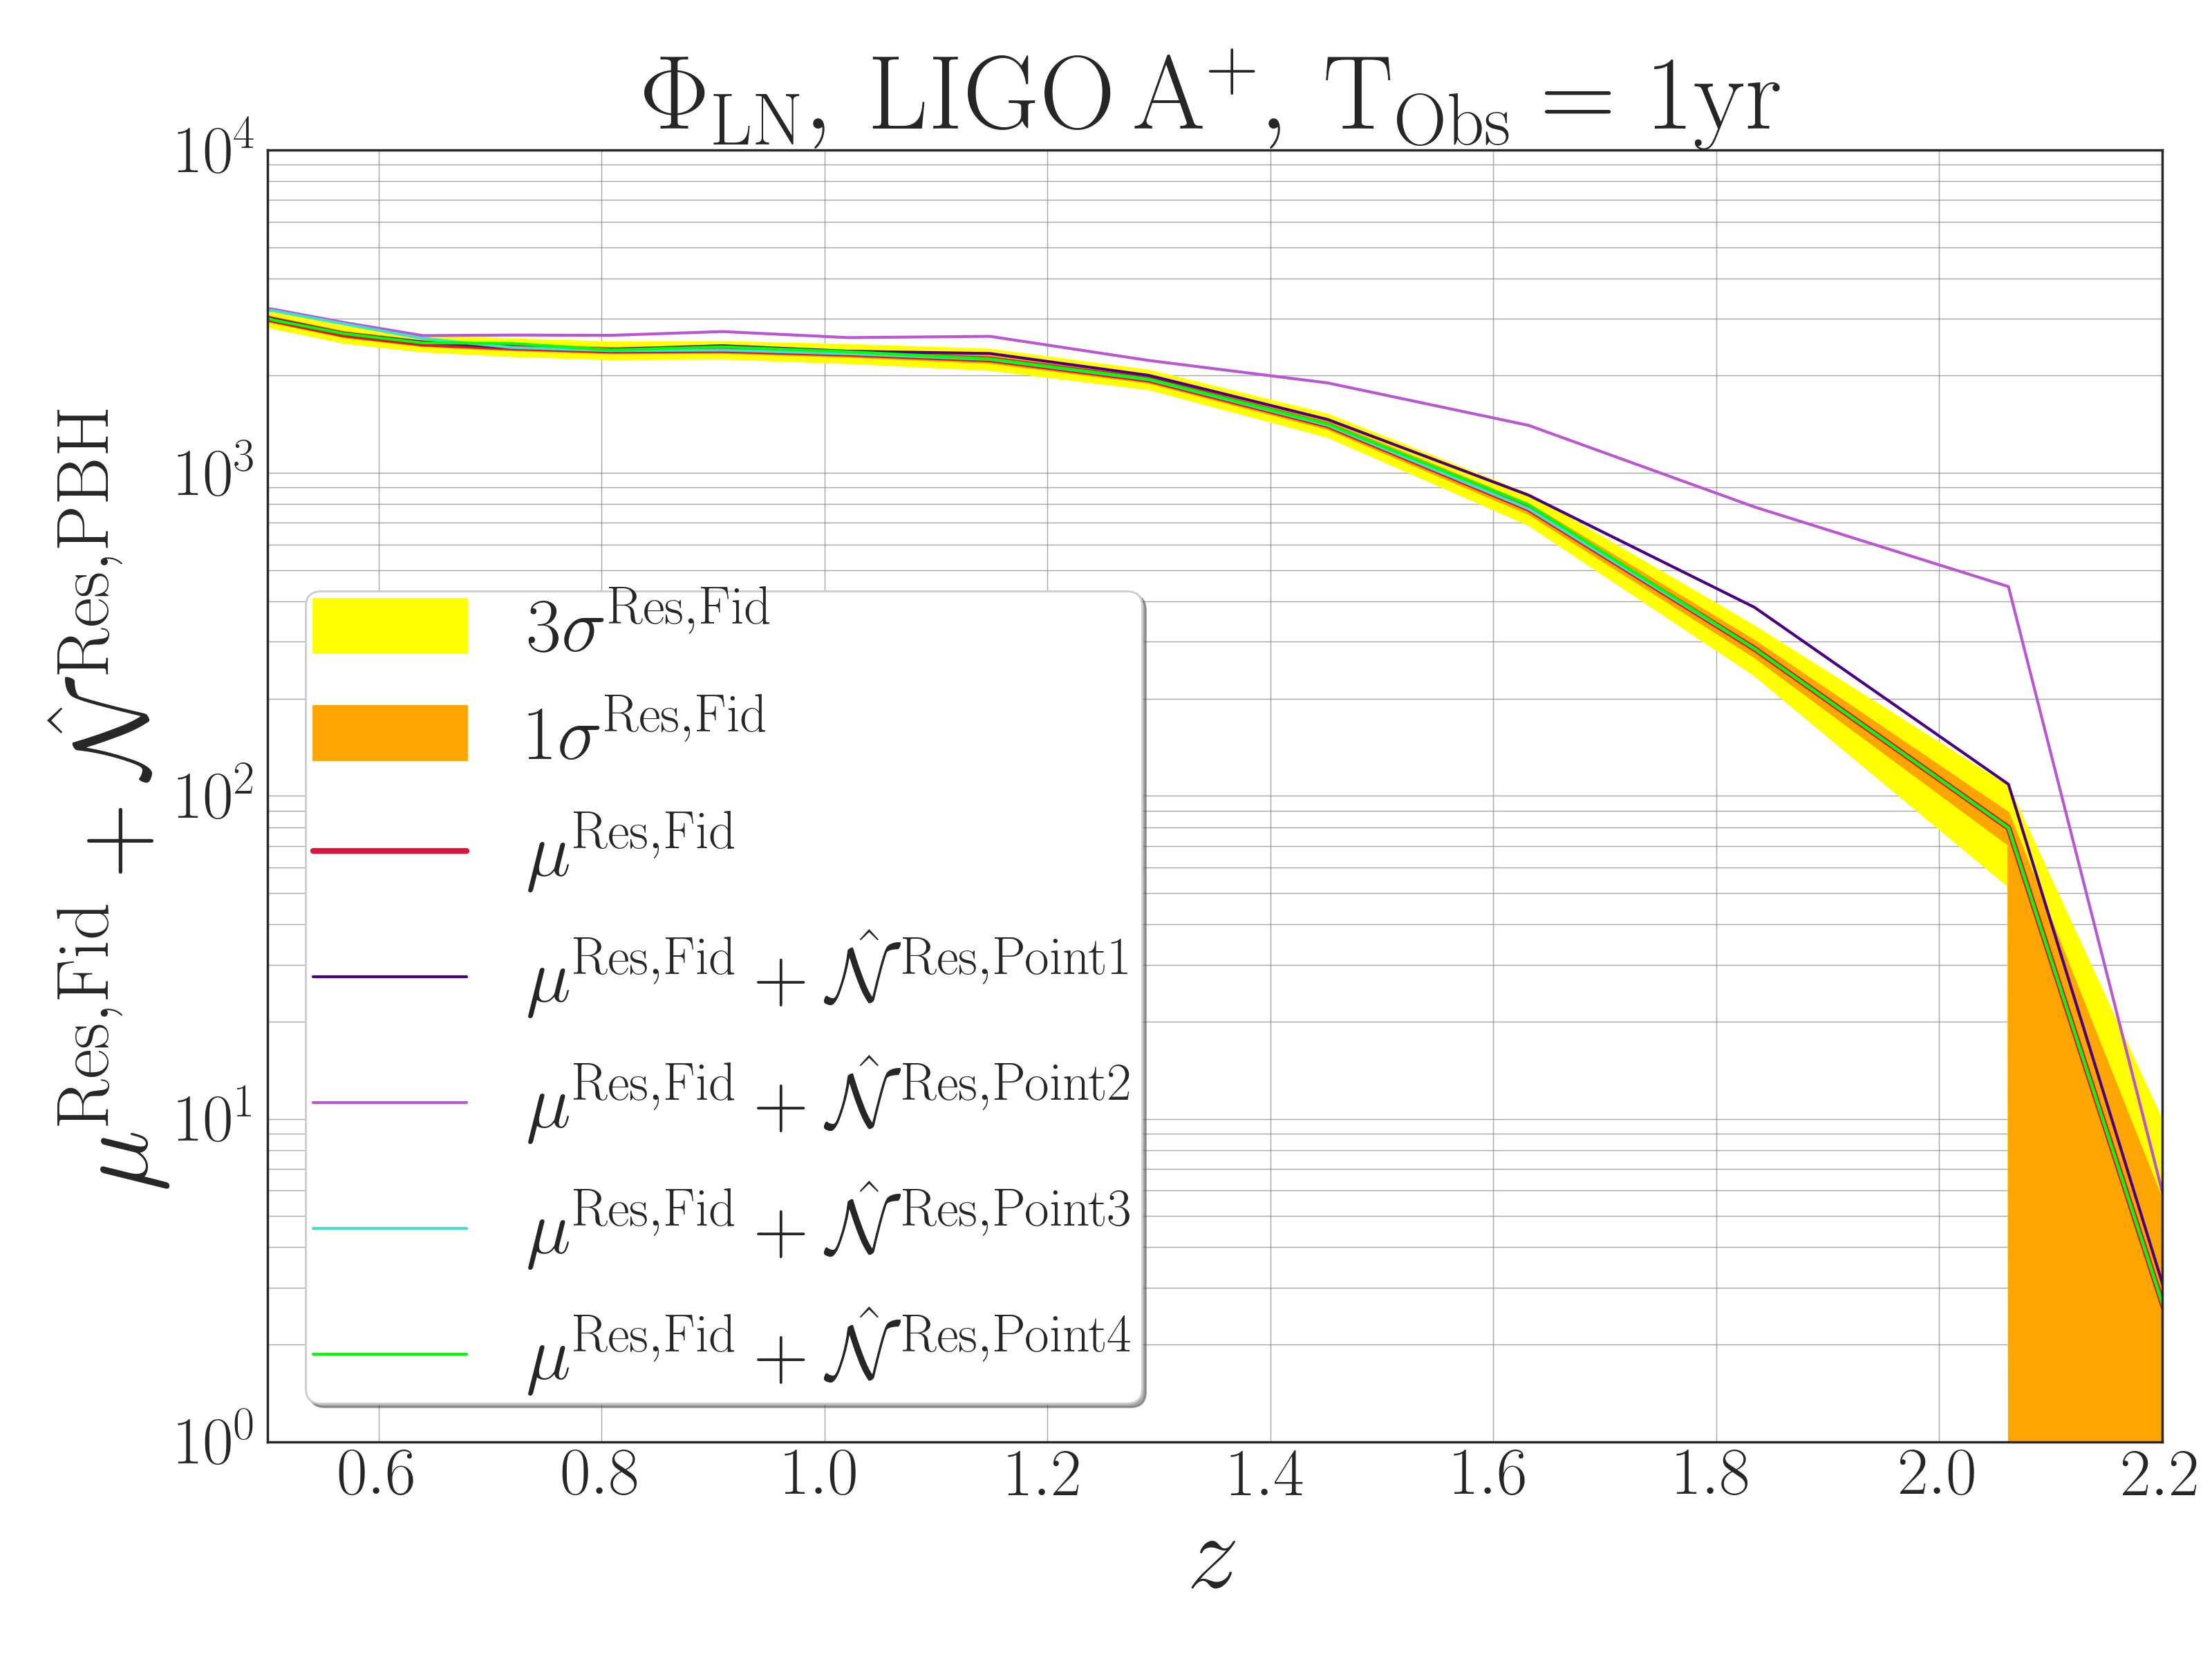 Φ_LN, LIGO A^+, T_Obs = 1yr
μ^Res,Fid + 𝒩̂^Res,PBH
10^4
10^3
10^2
10^1
10^0
3σ^Res,Fid
1σ^Res,Fid
μ^Res,Fid
μ^Res,Fid + 𝒩̂^Res,Point1
μ^Res,Fid + 𝒩̂^Res,Point2
μ^Res,Fid + 𝒩̂^Res,Point3
μ^Res,Fid + 𝒩̂^Res,Point4
0.6 0.8 1.0 1.2 1.4 1.6 1.8 2.0 2.2
z